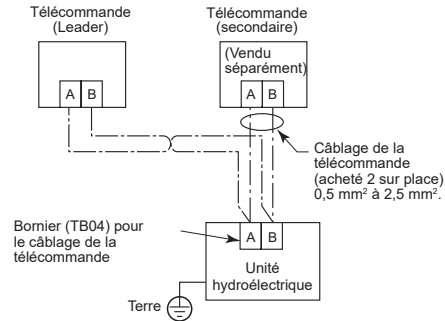 Télécommande
(Leader)
Télécommande
(secondaire)
(Vendu
séparément)
A B
A B
Câblage de la
télécommande
(acheté 2 sur place)
0,5 mm² à 2,5 mm².
Bornier (TB04) pour
le câblage de la
télécommande
A B
Unité
hydroélectrique
Terre